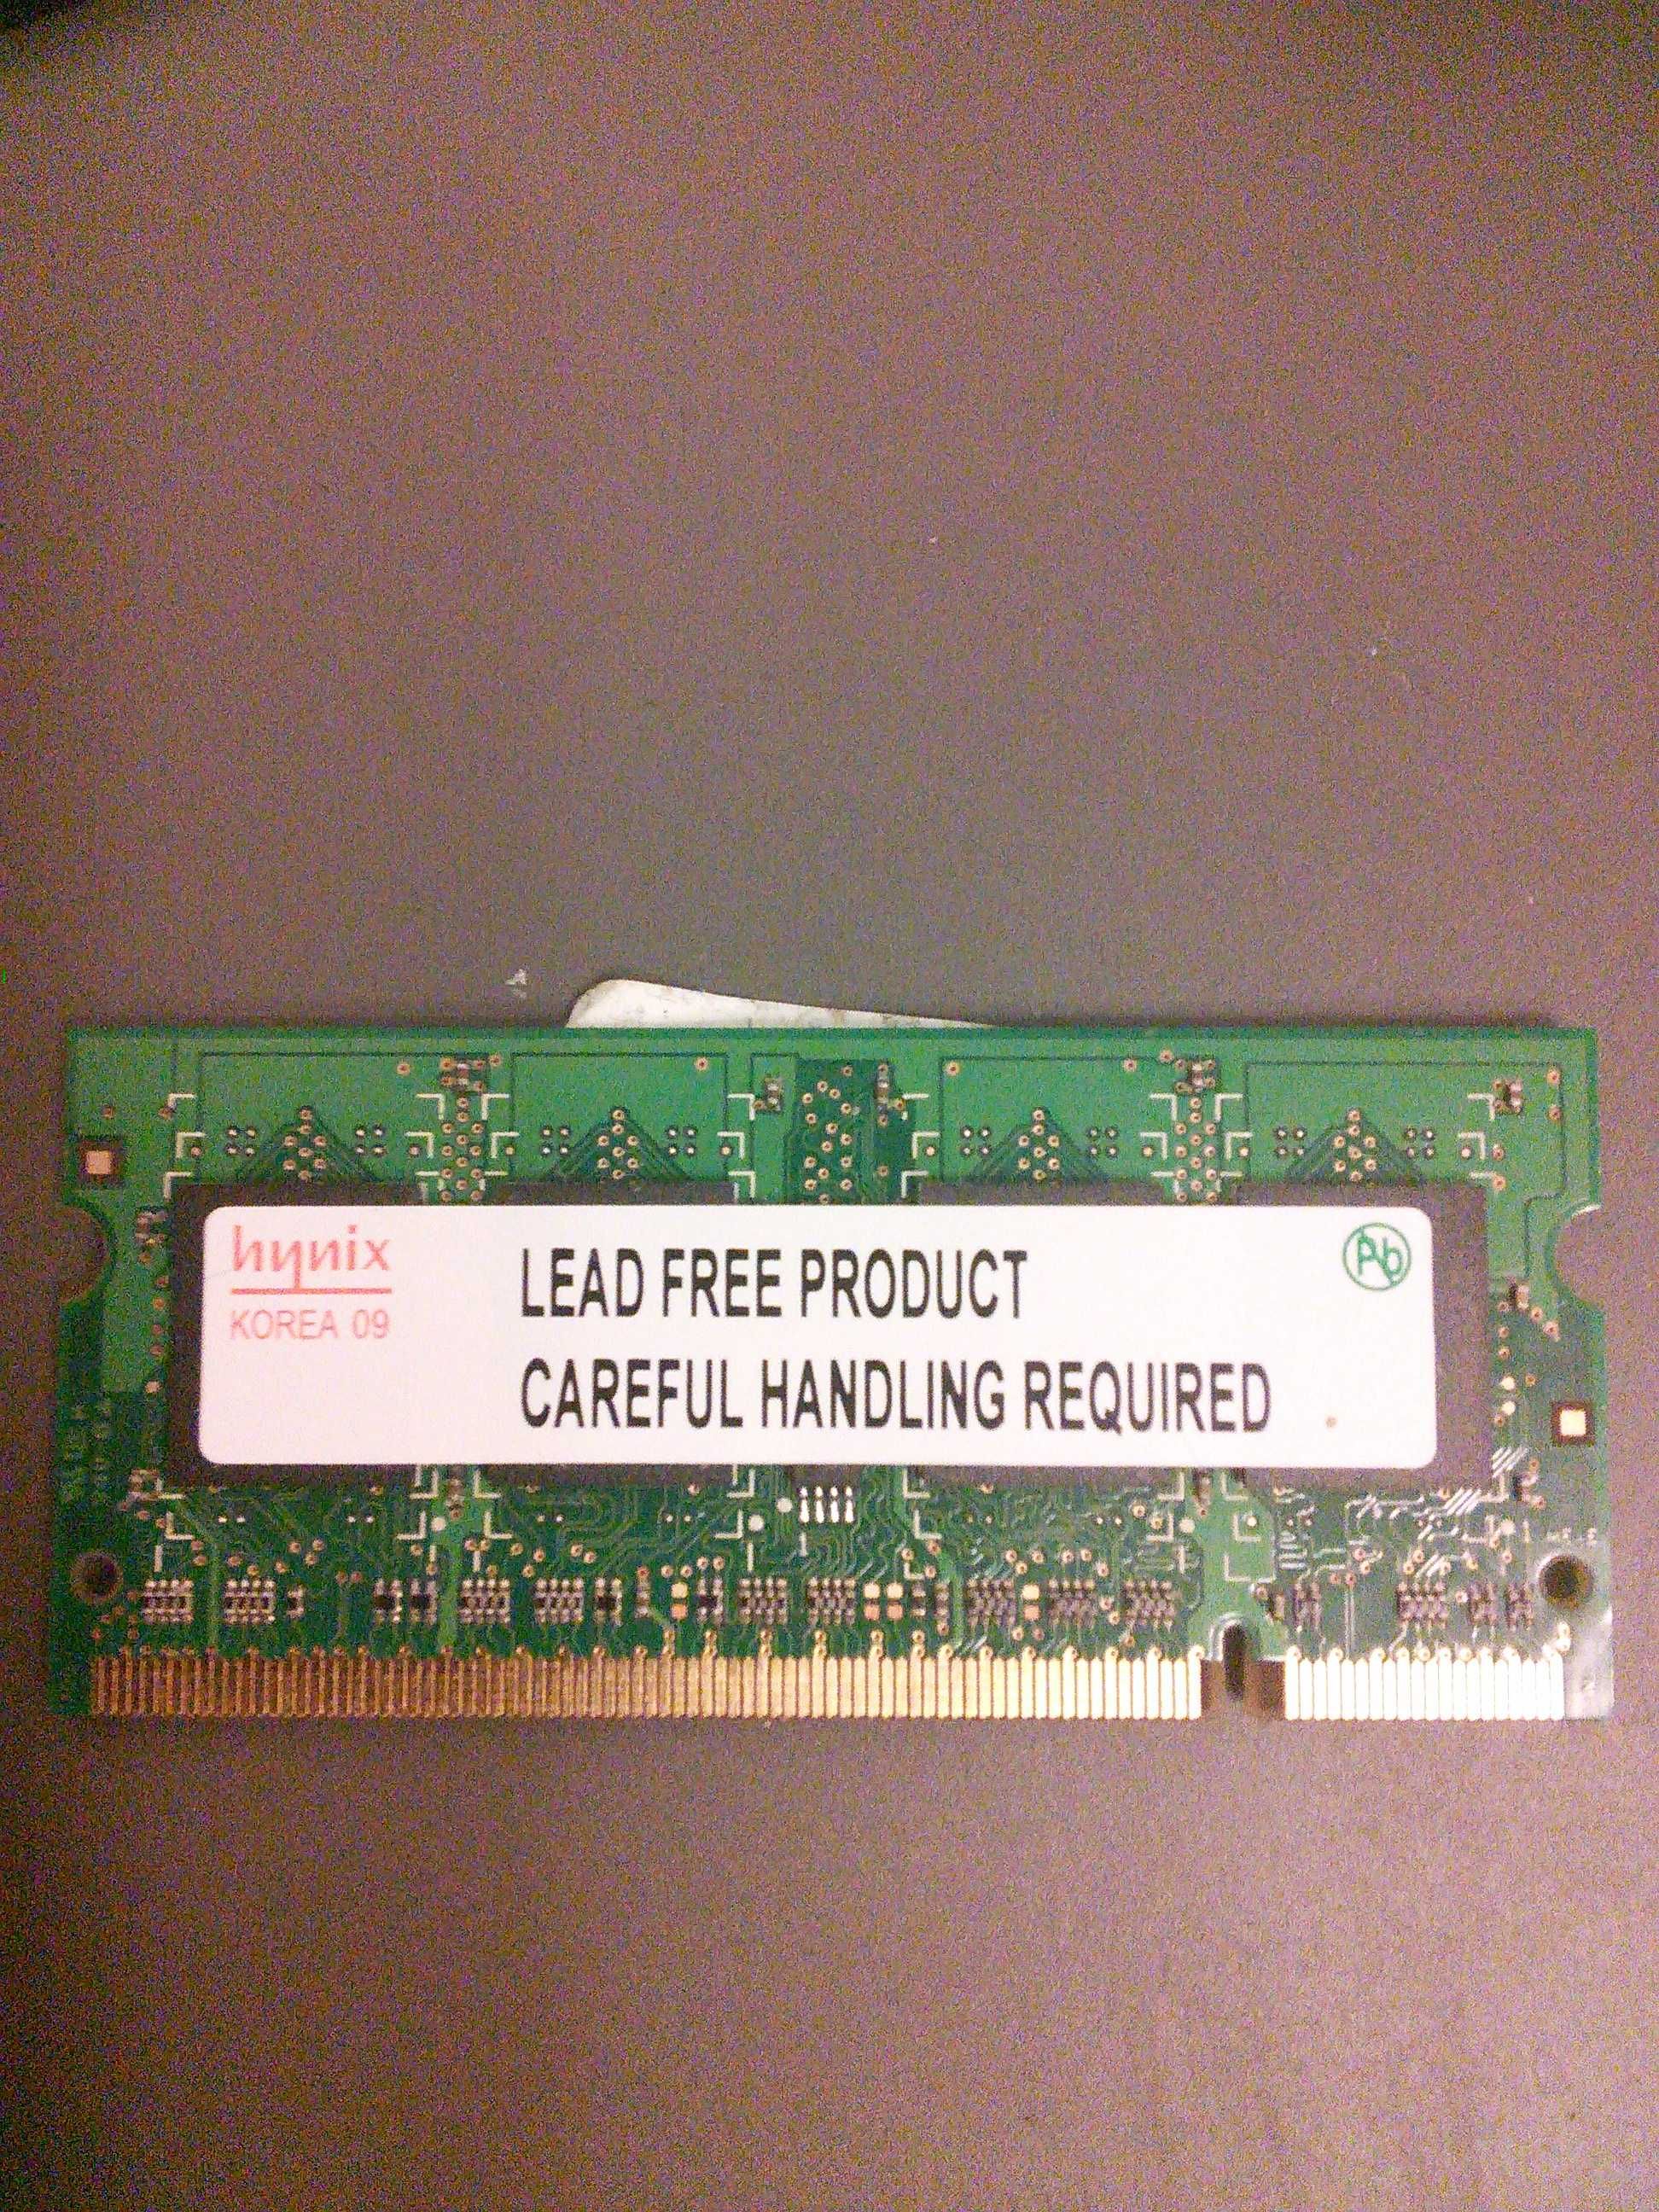 hynix
KOREA 09
LEAD FREE PRODUCT
CAREFUL HANDLING REQUIRED
Pb